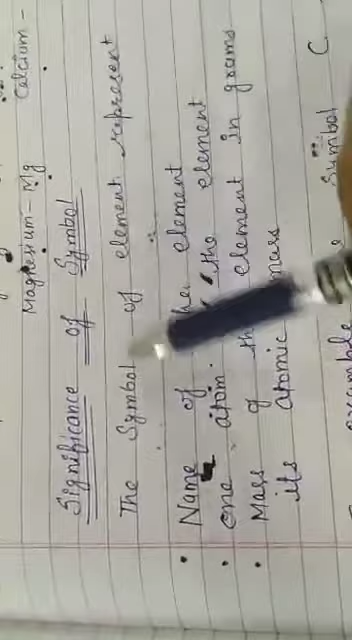 Magnesium - Mg Calcium -
Significance of Symbol
The Symbol of element represent
• Name of the element
• one atom. the element
• Mass of the element in grams
its atomic mass
example Symbol C